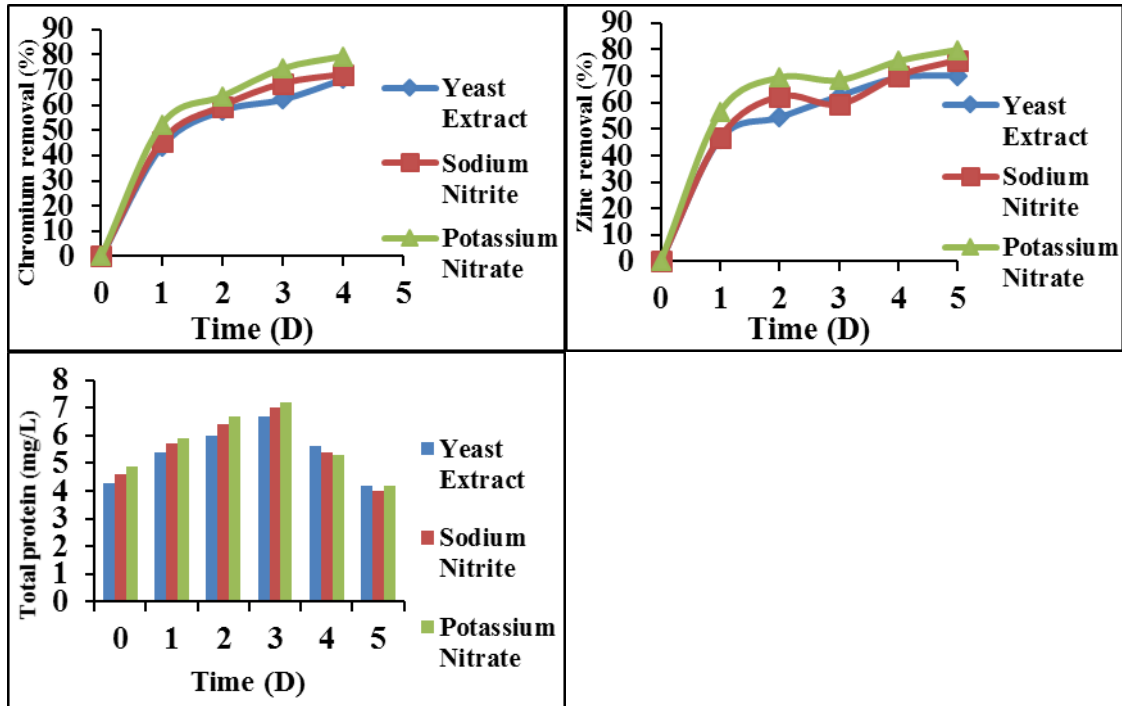 Chromium removal (%)
90
80
70
60
50
40
30
20
10
0
0 1 2 3 4 5
Time (D)
Yeast
Extract
Sodium
Nitrite
Potassium
Nitrate
Zinc removal (%)
90
80
70
60
50
40
30
20
10
0
0 1 2 3 4 5
Time (D)
Yeast
Extract
Sodium
Nitrite
Potassium
Nitrate
Total protein (mg/L)
8
7
6
5
4
3
2
1
0
0 1 2 3 4 5
Time (D)
Yeast
Extract
Sodium
Nitrite
Potassium
Nitrate